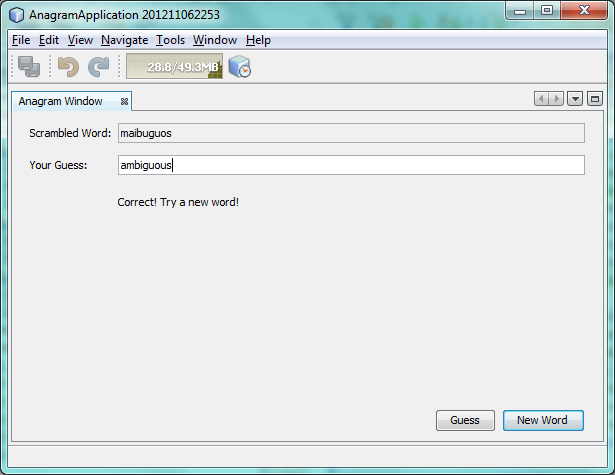 AnagramApplication 201211062253
File Edit View Navigate Tools Window Help
28.8/49.3MB
Anagram Window
Scrambled Word: maibuguos
Your Guess: ambiguous
Correct! Try a new word!
Guess New Word